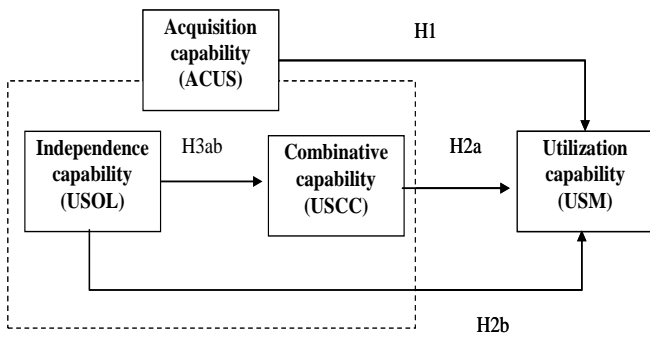 Acquisition
capability
(ACUS)
H1
Independence
capability
(USOL)
H3ab
Combinative
capability
(USCC)
H2a
Utilization
capability
(USM)
H2b